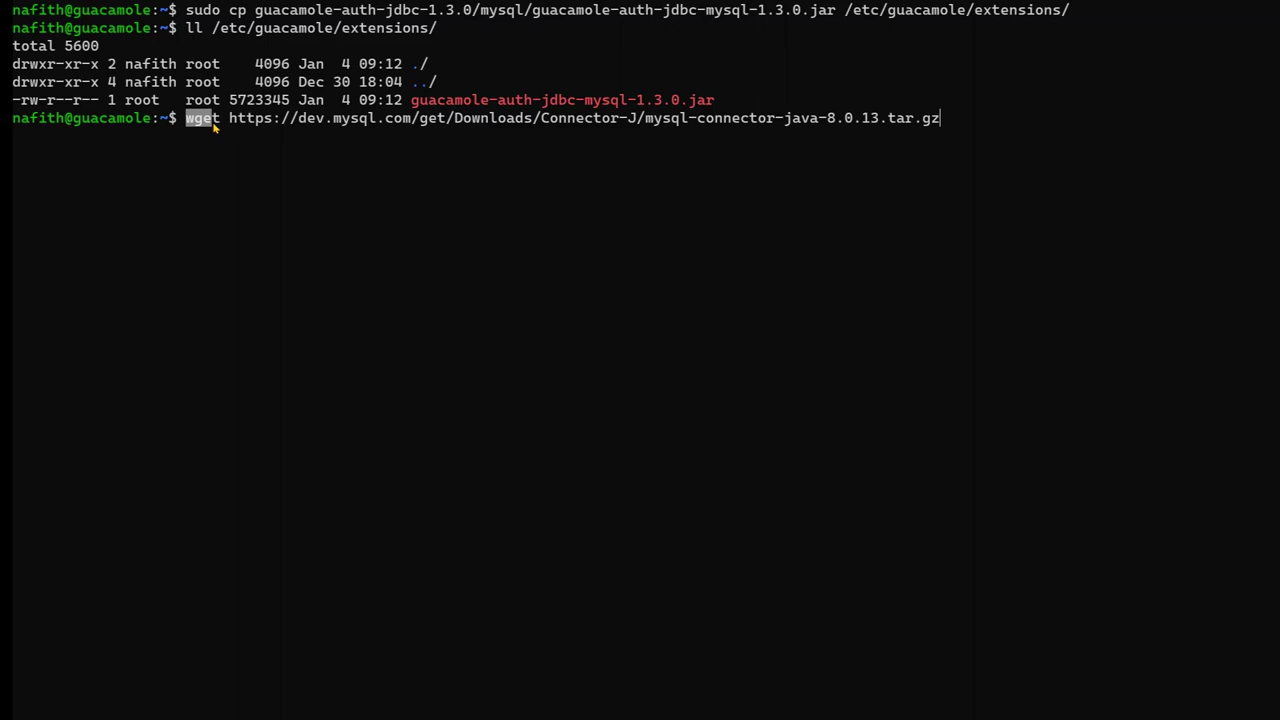 nafith@guacamole:~$ sudo cp guacamole-auth-jdbc-1.3.0/mysql/guacamole-auth-jdbc-mysql-1.3.0.jar /etc/guacamole/extensions/
nafith@guacamole:~$ ll /etc/guacamole/extensions/
total 5600
drwxr-xr-x 2 nafith root    4096 Jan  4 09:12 ./
drwxr-xr-x 4 nafith root    4096 Dec 30 18:04 ../
-rw-r--r-- 1 root   root 5723345 Jan  4 09:12 guacamole-auth-jdbc-mysql-1.3.0.jar
nafith@guacamole:~$ wget https://dev.mysql.com/get/Downloads/Connector-J/mysql-connector-java-8.0.13.tar.gz